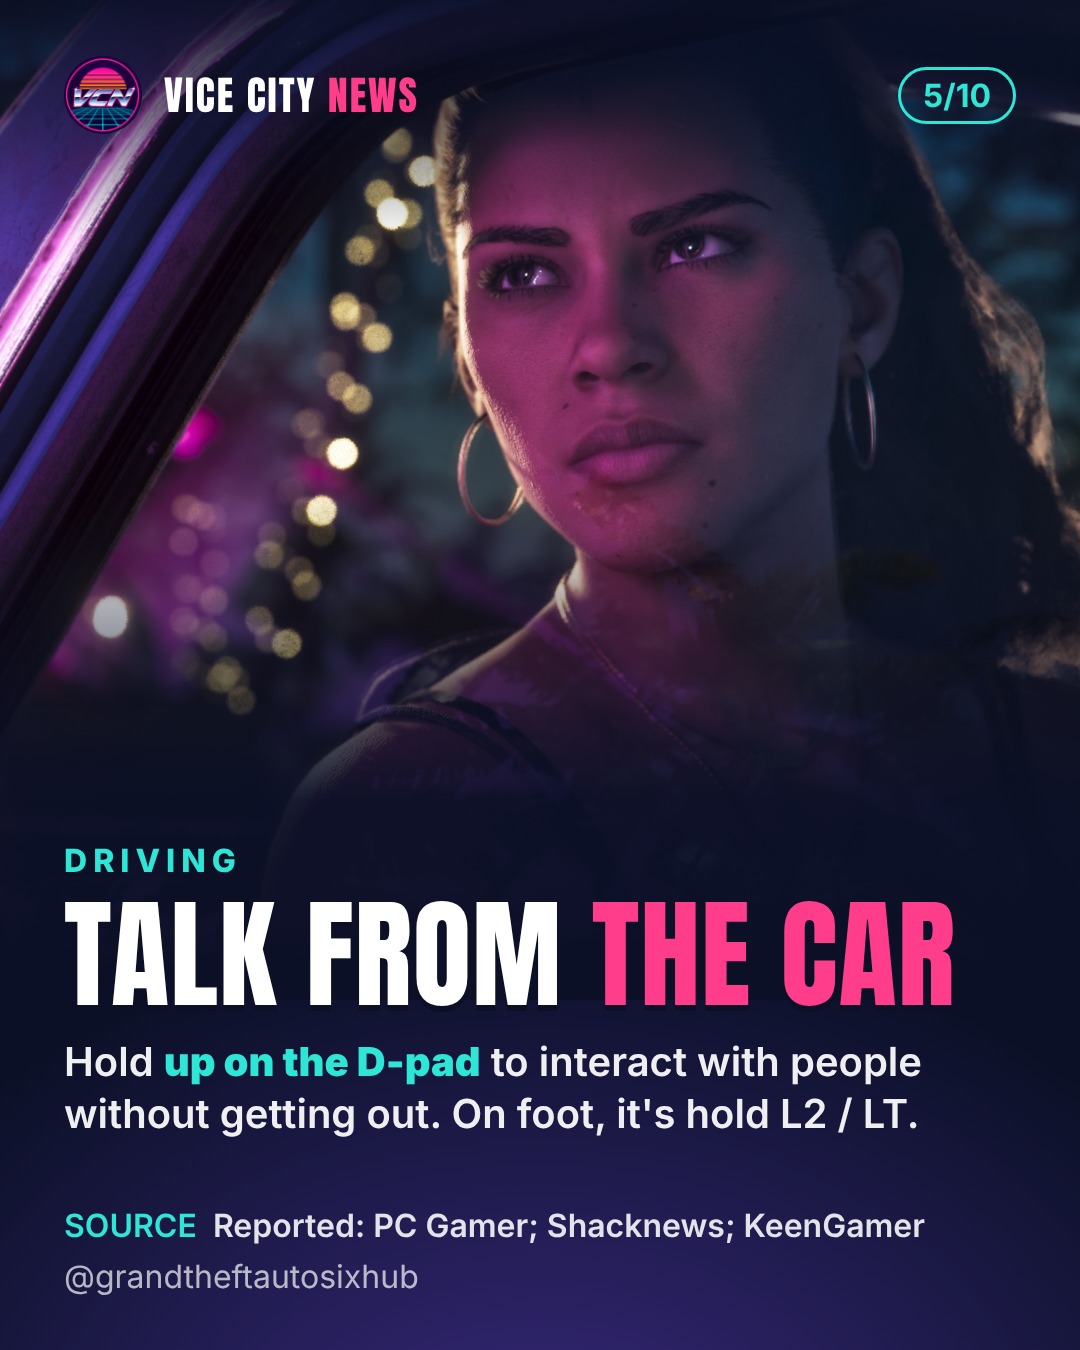 VCN
VICE CITY NEWS
5/10
DRIVING
TALK FROM THE CAR
Hold up on the D-pad to interact with people
without getting out. On foot, it's hold L2 / LT.
SOURCE Reported: PC Gamer; Shacknews; KeenGamer
@grandtheftautosixhub